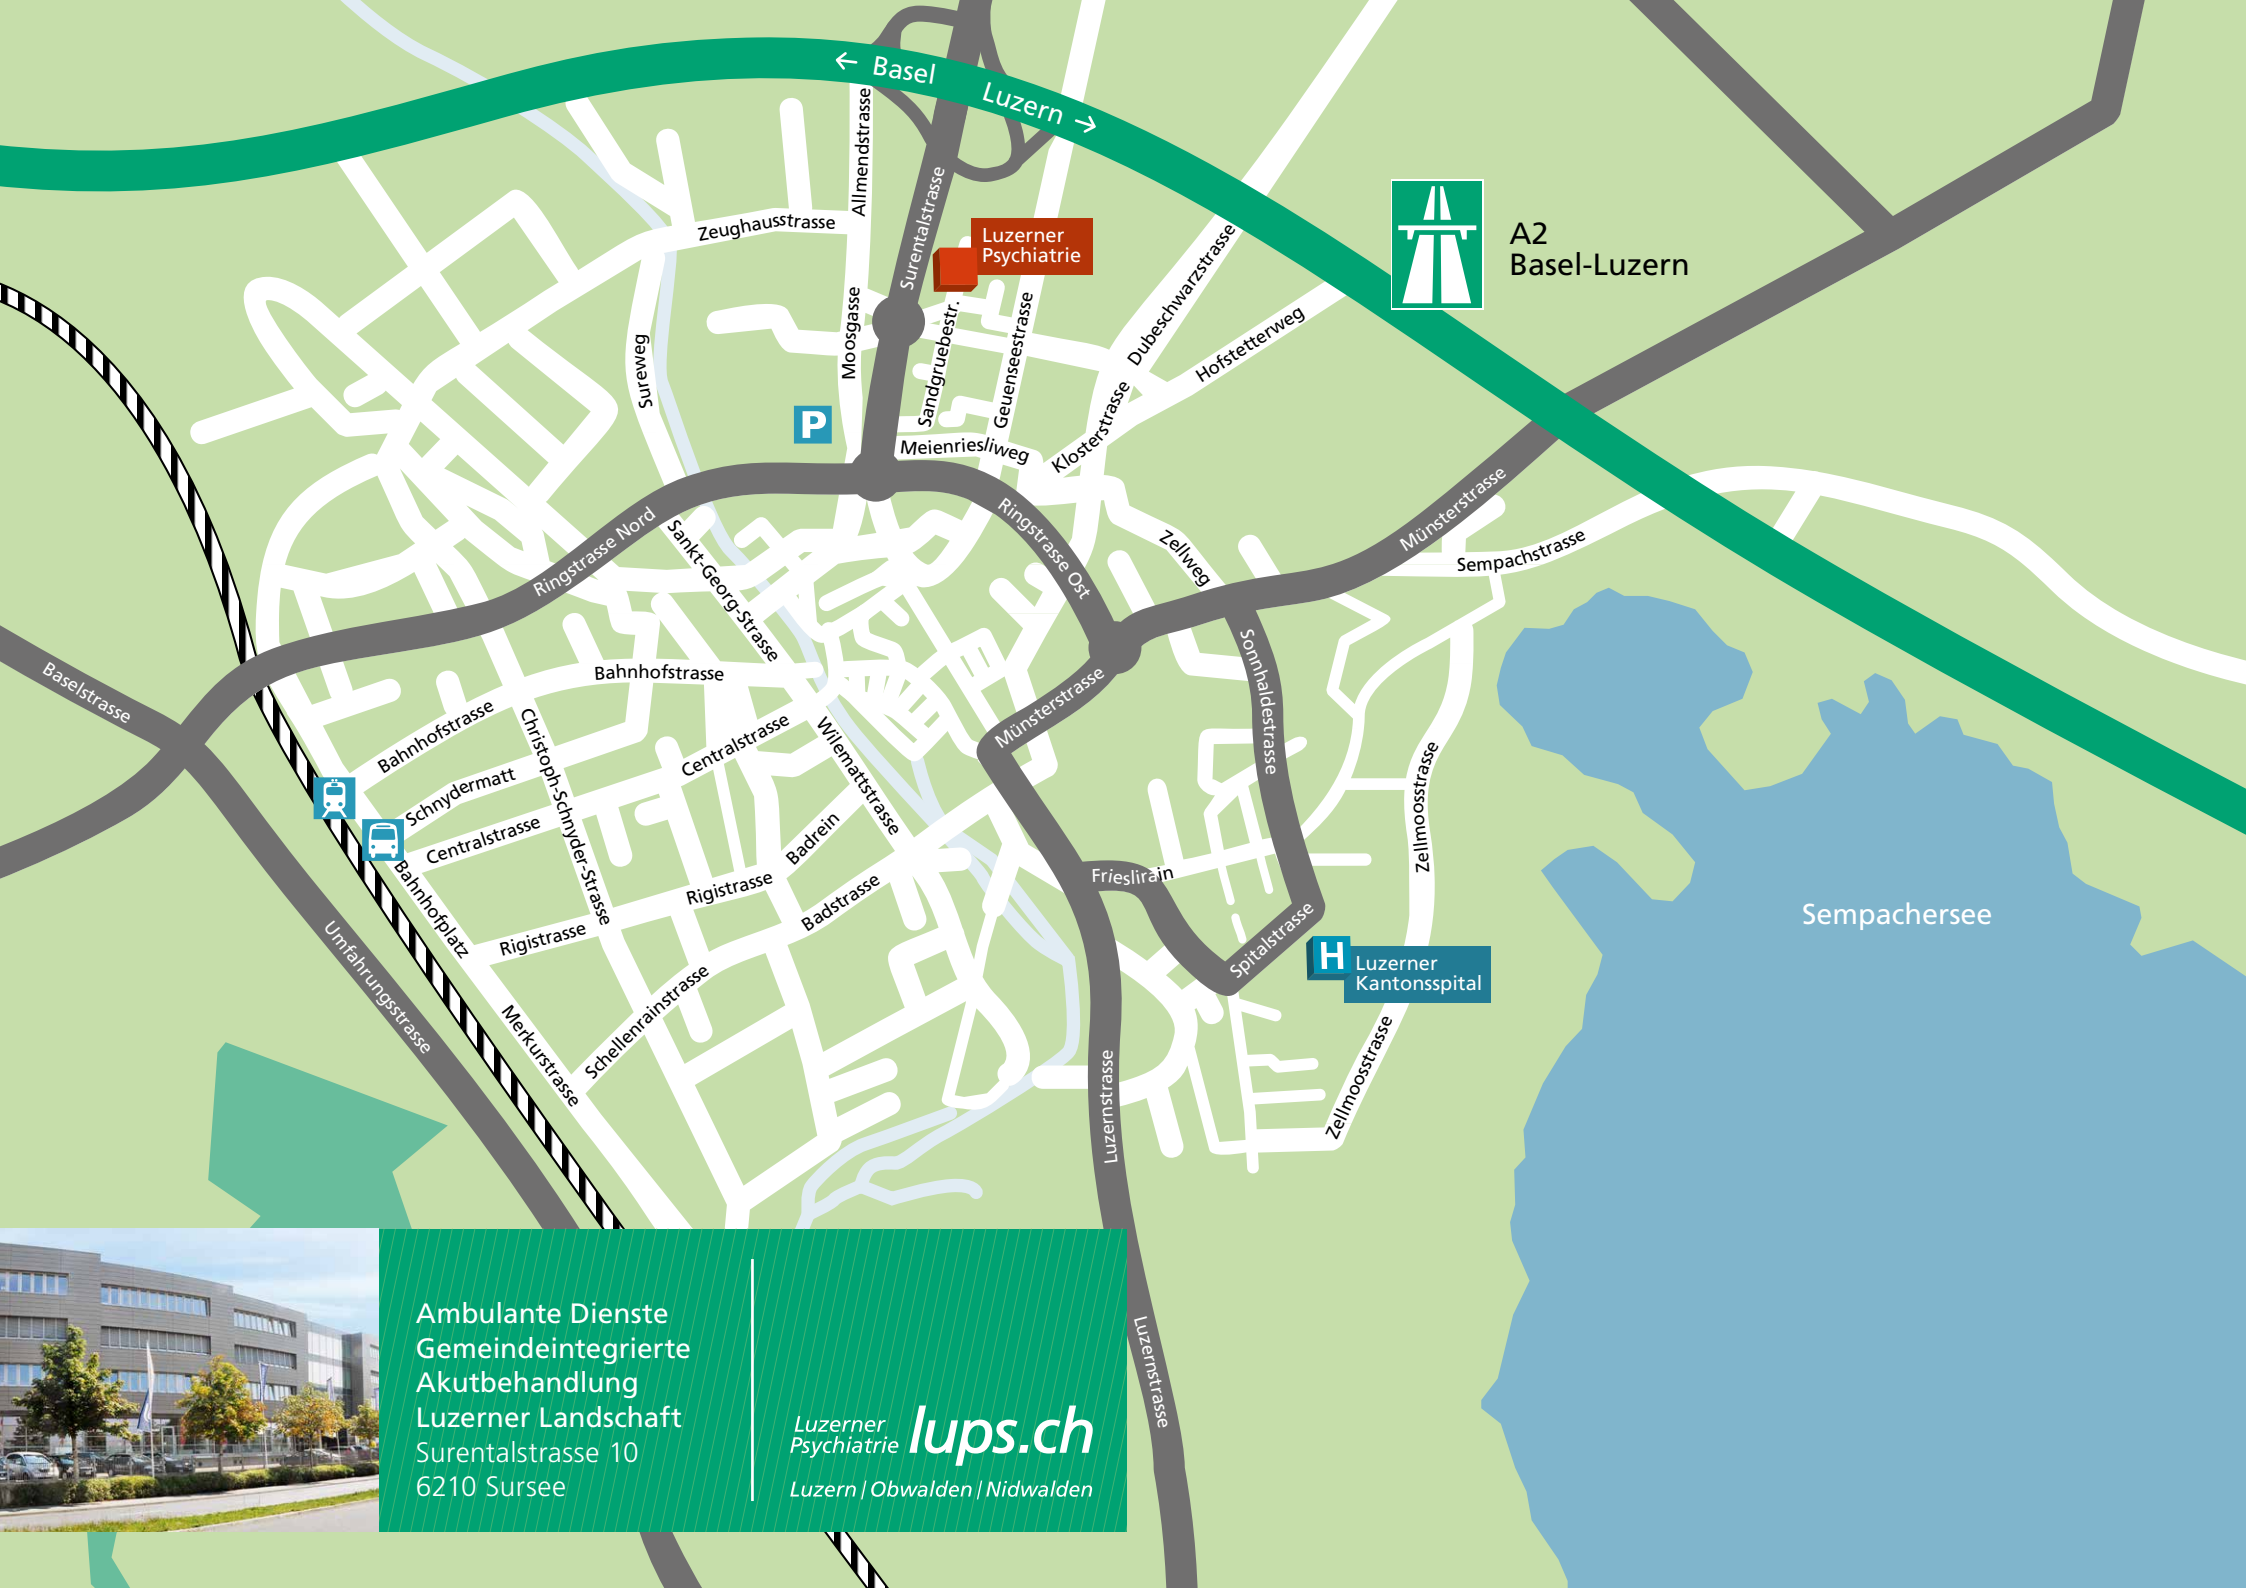 ← Basel
Luzern →
Allmendstrasse
Surentalstrasse
Zeughausstrasse
Luzerner
Psychiatrie
A2
Basel-Luzern
Dubeschwarzstrasse
Hofstetterweg
Sureweg
Moosgasse
Sandgruebestr.
Geuenseestrasse
Klosterstrasse
P
Meienriesliweg
Ringstrasse Nord
Sankt-Georg-Strasse
Ringstrasse Ost
Zellweg
Münsterstrasse
Sempachstrasse
Baselstrasse
Bahnhofstrasse
Bahnhofstrasse
Christoph-Schnyder-Strasse
Centralstrasse
Wilemattstrasse
Münsterstrasse
Sonnhaldestrasse
Zellmoosstrasse
Schnydermatt
Centralstrasse
Badrein
Bahnhofplatz
Rigistrasse
Rigistrasse
Badstrasse
Frieslirain
Spitalstrasse
Sempachersee
H
Luzerner
Kantonsspital
Umfahrungsstrasse
Merkurstrasse
Schellenrainstrasse
Luzernstrasse
Zellmoosstrasse
Luzernstrasse
Ambulante Dienste
Gemeindeintegrierte
Akutbehandlung
Luzerner Landschaft
Surentalstrasse 10
6210 Sursee
Luzerner
Psychiatrie lups.ch
Luzern | Obwalden | Nidwalden